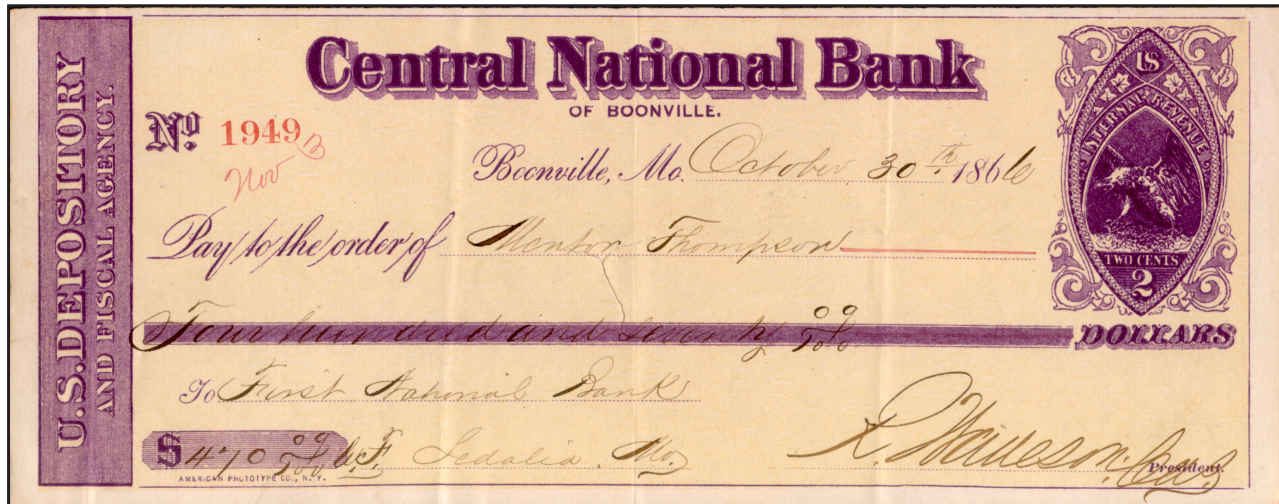 U.S. DEPOSITORY
AND FISCAL AGENCY.
Central National Bank
OF BOONVILLE.
No. 1949
Nov
Boonville, Mo. October 30th 1866
Pay to the order of Mentor Thompson
Four hundred and seventy 00/100 DOLLARS
To First National Bank
$ 470 00/100 Sedalia, Mo.
President.
AMERICAN PHOTOTYPE CO., N.Y.
US
INTERNAL REVENUE
TWO CENTS
2